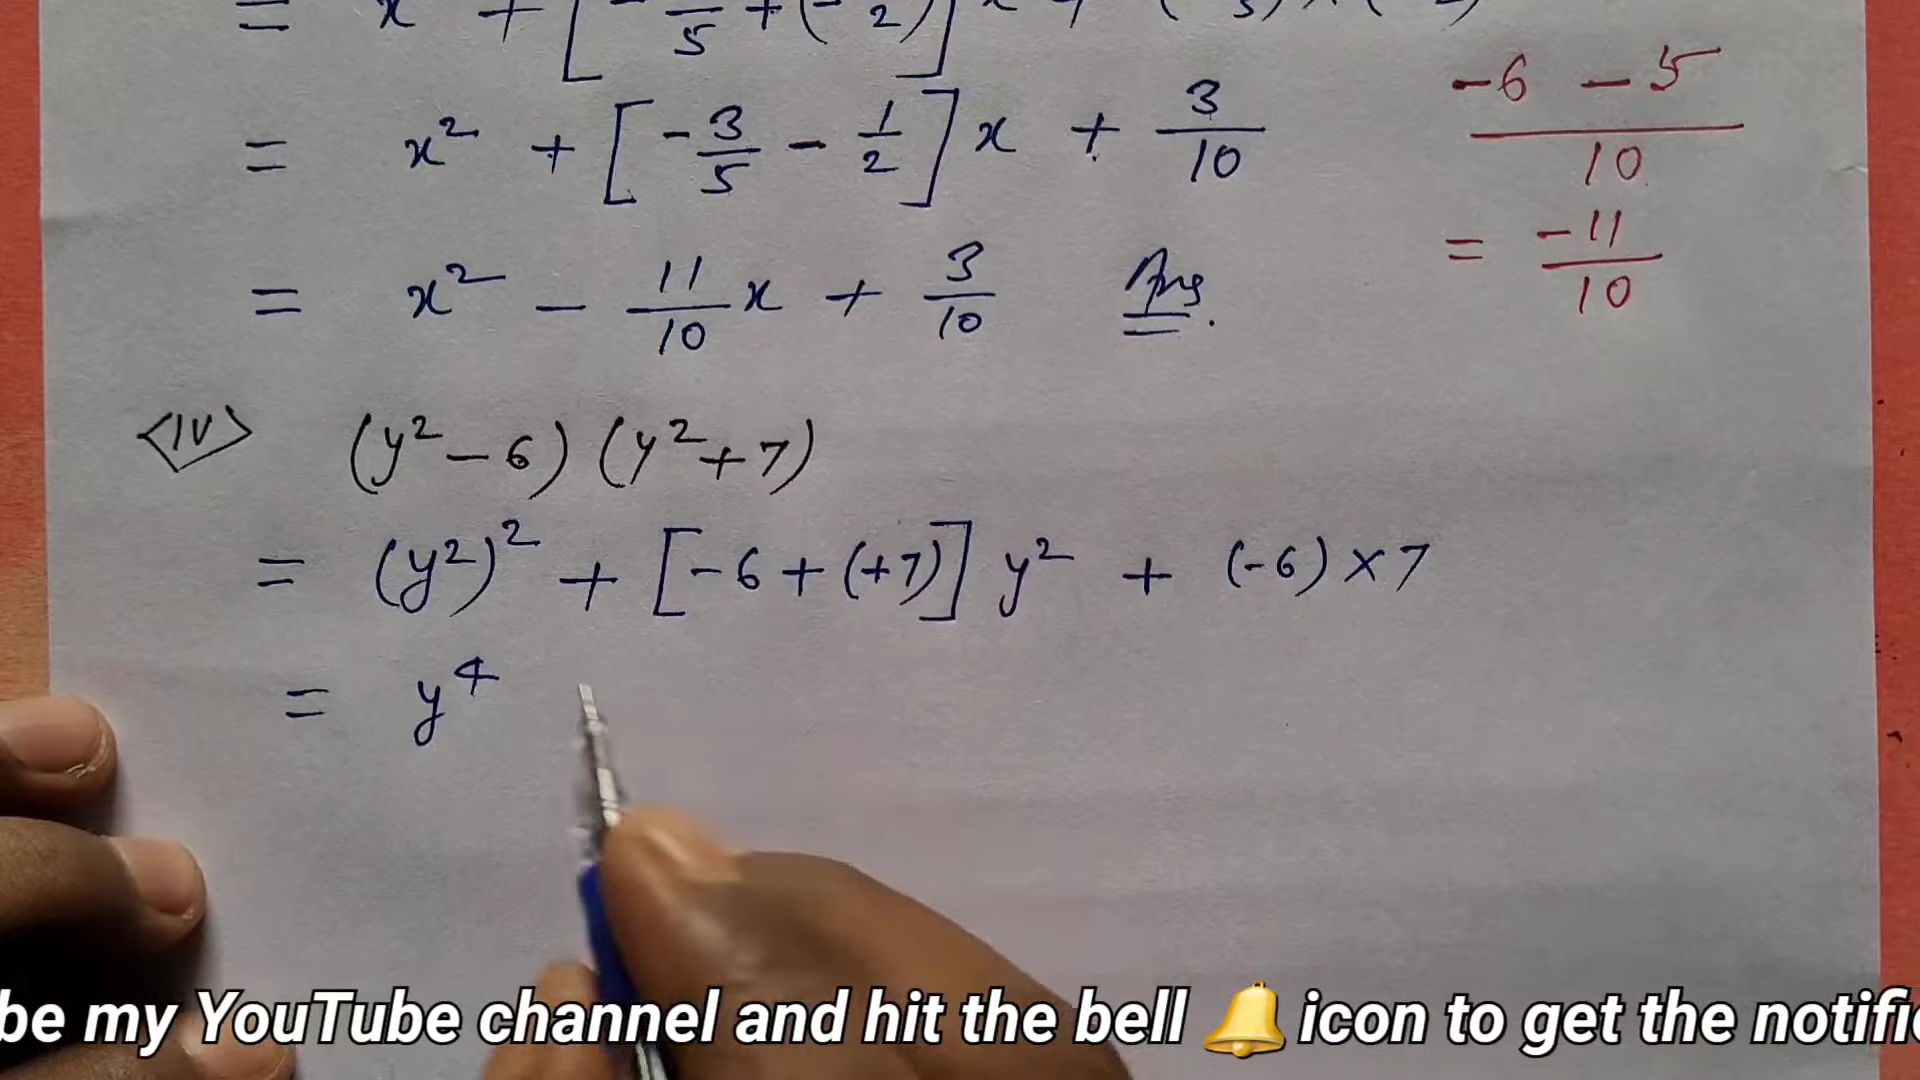 = x² + [-3/5 - 1/2]x + 3/10
= x² - 11/10 x + 3/10 Ans.
-6 -5 / 10
= -11/10
<IV> (y² - 6) (y² + 7)
= (y²)² + [-6 + (+7)] y² + (-6) × 7
= y⁴
be my YouTube channel and hit the bell 🔔 icon to get the notifi